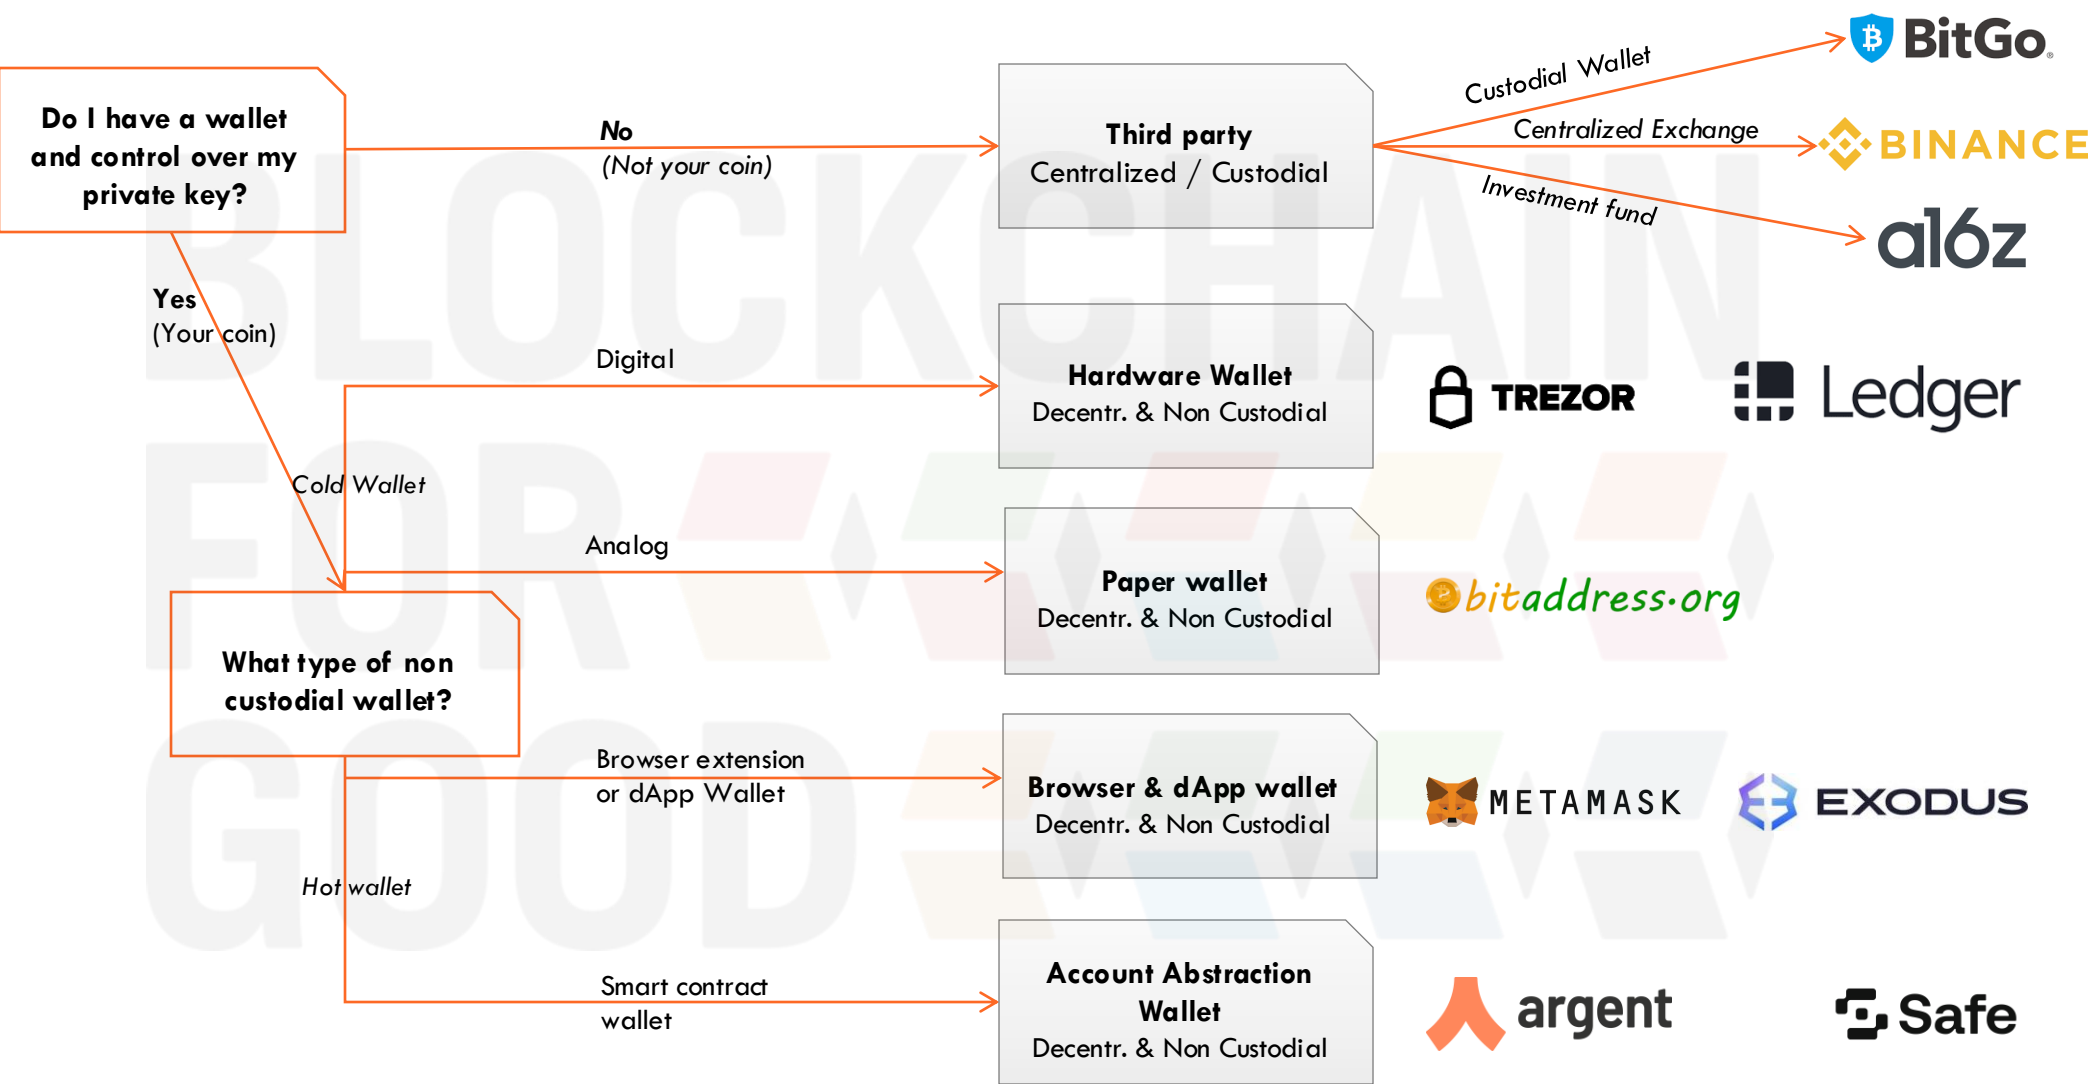 Do I have a wallet
and control over my
private key?
No
(Not your coin)
Third party
Centralized / Custodial
Custodial Wallet
BitGo®
Centralized Exchange
BINANCE
Investment fund
a16z
Yes
(Your coin)
Digital
Hardware Wallet
Decentr. & Non Custodial
TREZOR
Ledger
Cold Wallet
Analog
Paper wallet
Decentr. & Non Custodial
bitaddress.org
What type of non
custodial wallet?
Browser extension
or dApp Wallet
Browser & dApp wallet
Decentr. & Non Custodial
METAMASK
EXODUS
Hot wallet
Smart contract
wallet
Account Abstraction
Wallet
Decentr. & Non Custodial
argent
Safe
BLOCKCHAIN
FOR
GOOD